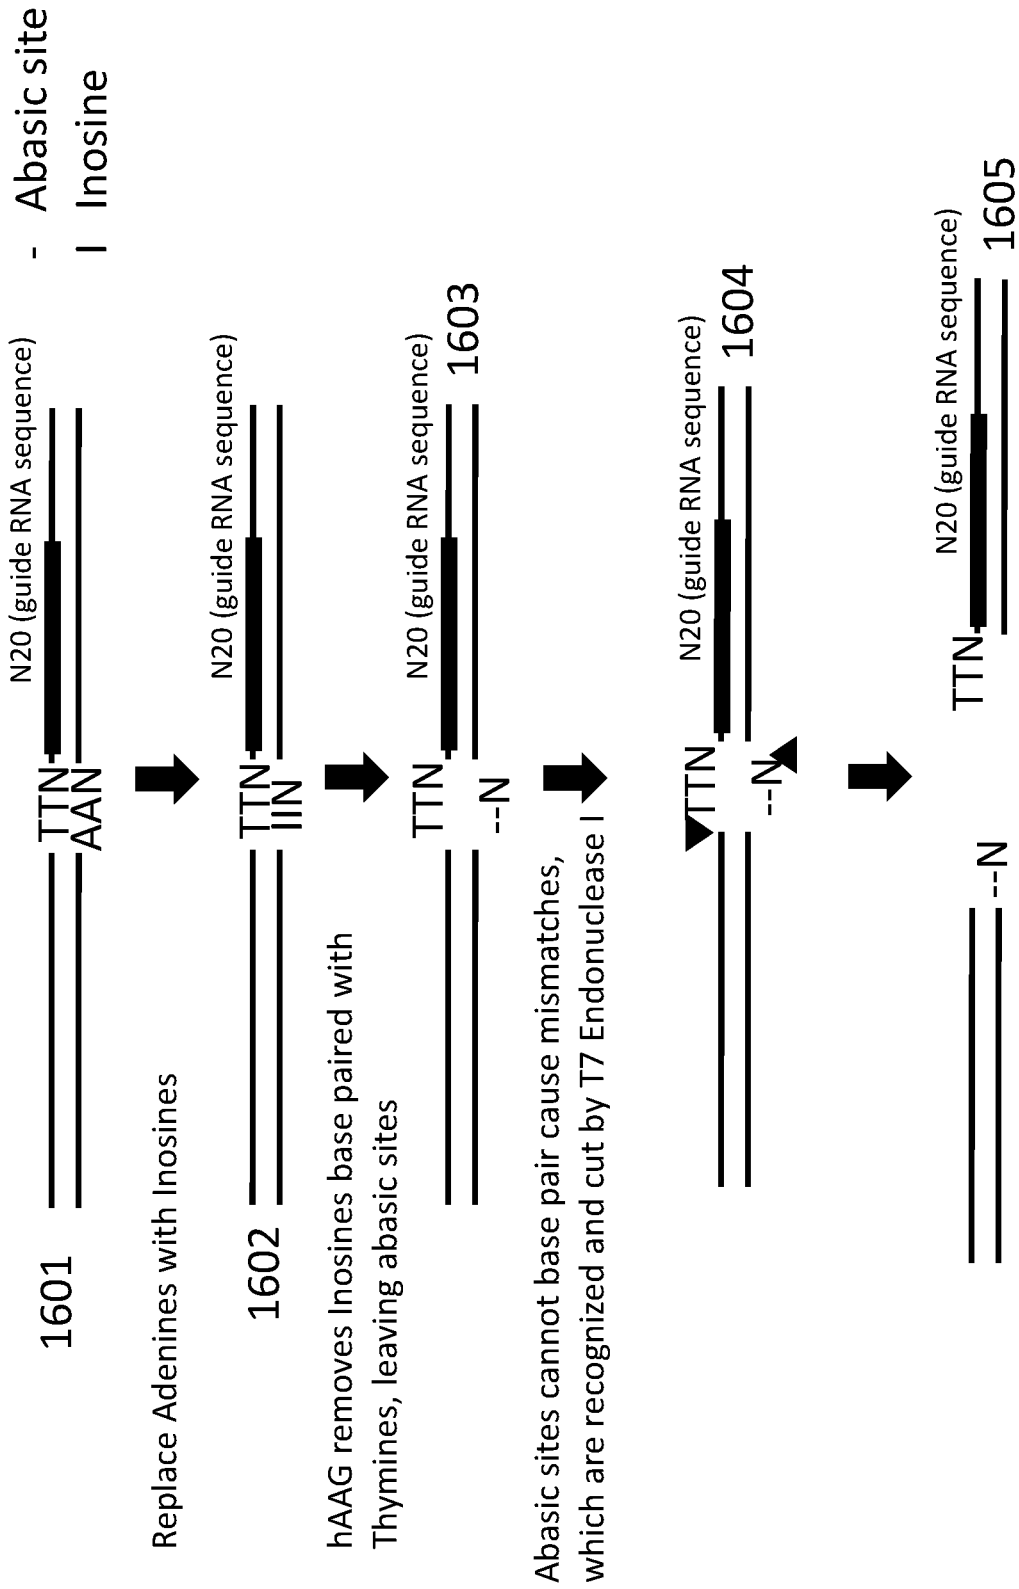 - Abasic site
I Inosine
N20 (guide RNA sequence)
1601
TTN
AAN
Replace Adenines with Inosines
N20 (guide RNA sequence)
1602
TTN
IIN
hAAG removes Inosines base paired with
Thymines, leaving abasic sites
N20 (guide RNA sequence)
TTN
--N
1603
Abasic sites cannot base pair cause mismatches,
which are recognized and cut by T7 Endonuclease I
N20 (guide RNA sequence)
TTN
--N
1604
N20 (guide RNA sequence)
TTN
--N
1605